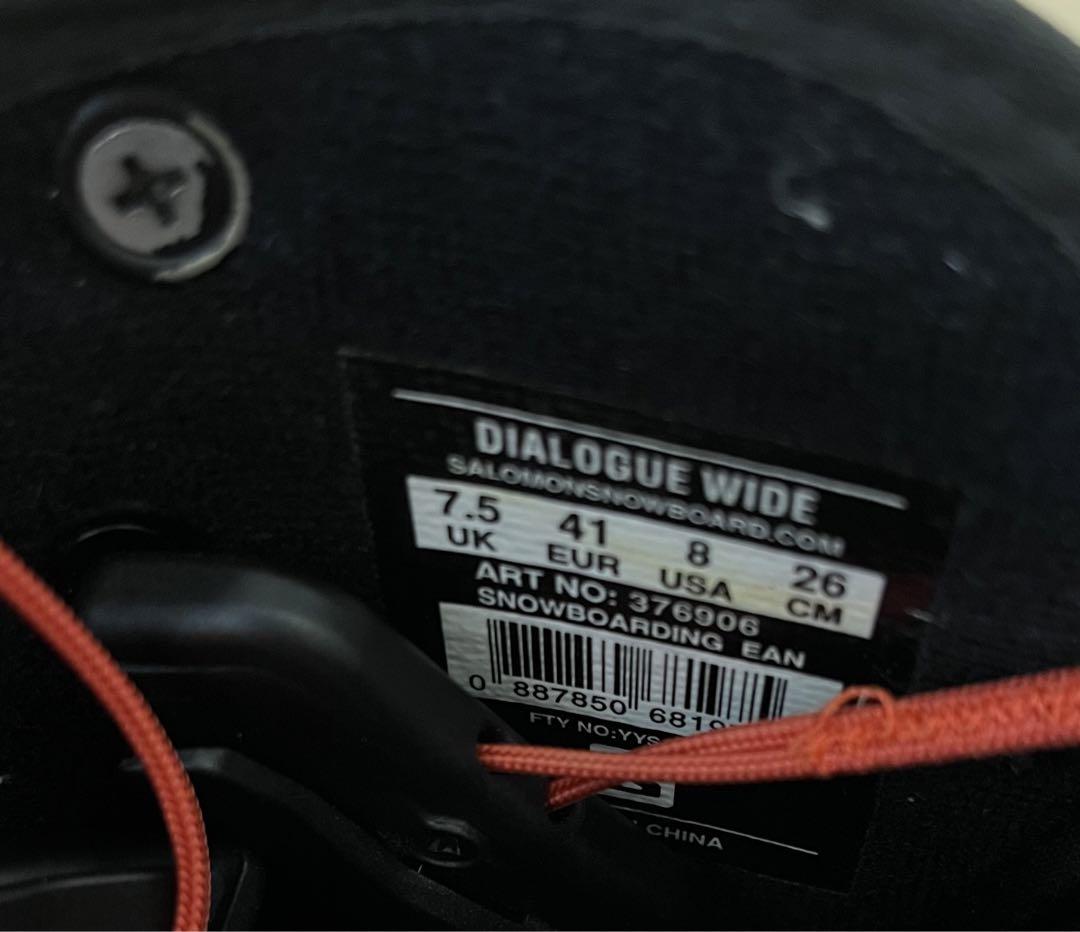 DIALOGUE WIDE
SALOMONSNOWBOARD.COM
7.5 41 8 26
UK EUR USA CM
ART NO: 376906
SNOWBOARDING EAN
0 887850 6819
FTY NO:YYS
CHINA